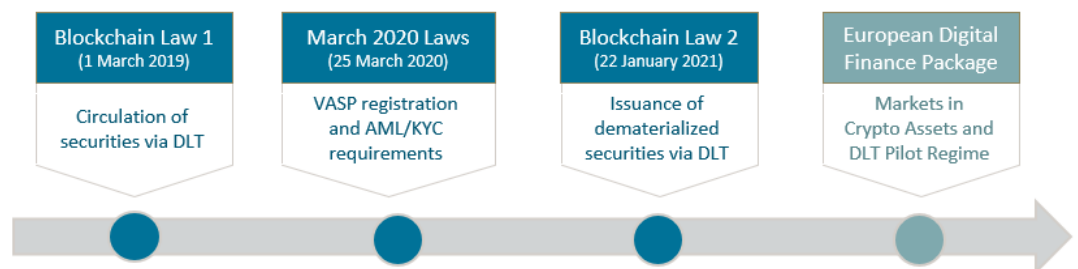 Blockchain Law 1
(1 March 2019)
Circulation of
securities via DLT
March 2020 Laws
(25 March 2020)
VASP registration
and AML/KYC
requirements
Blockchain Law 2
(22 January 2021)
Issuance of
dematerialized
securities via DLT
European Digital
Finance Package
Markets in
Crypto Assets and
DLT Pilot Regime